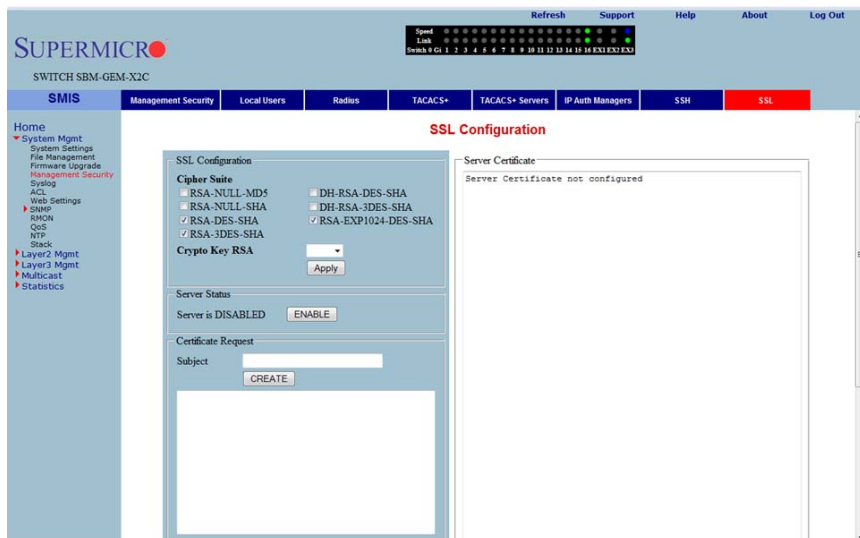 Refresh Support Help About Log Out
Speed
Link
Switch 0 Gi 1 2 3 4 5 6 7 8 9 10 11 12 13 14 15 16 EX1 EX2 EX3
SUPERMICRO
SWITCH SBM-GEM-X2C
SMIS Management Security Local Users Radius TACACS+ TACACS+ Servers IP Auth Managers SSH SSL
Home
System Mgmt
System Settings
File Management
Firmware Upgrade
Management Security
Syslog
ACL
Web Settings
SNMP
RMON
QoS
NTP
Stack
Layer2 Mgmt
Layer3 Mgmt
Multicast
Statistics
SSL Configuration
SSL Configuration
Cipher Suite
RSA-NULL-MD5 DH-RSA-DES-SHA
RSA-NULL-SHA DH-RSA-3DES-SHA
RSA-DES-SHA RSA-EXP1024-DES-SHA
RSA-3DES-SHA
Crypto Key RSA
Apply
Server Status
Server is DISABLED ENABLE
Certificate Request
Subject
CREATE
Server Certificate
Server Certificate not configured